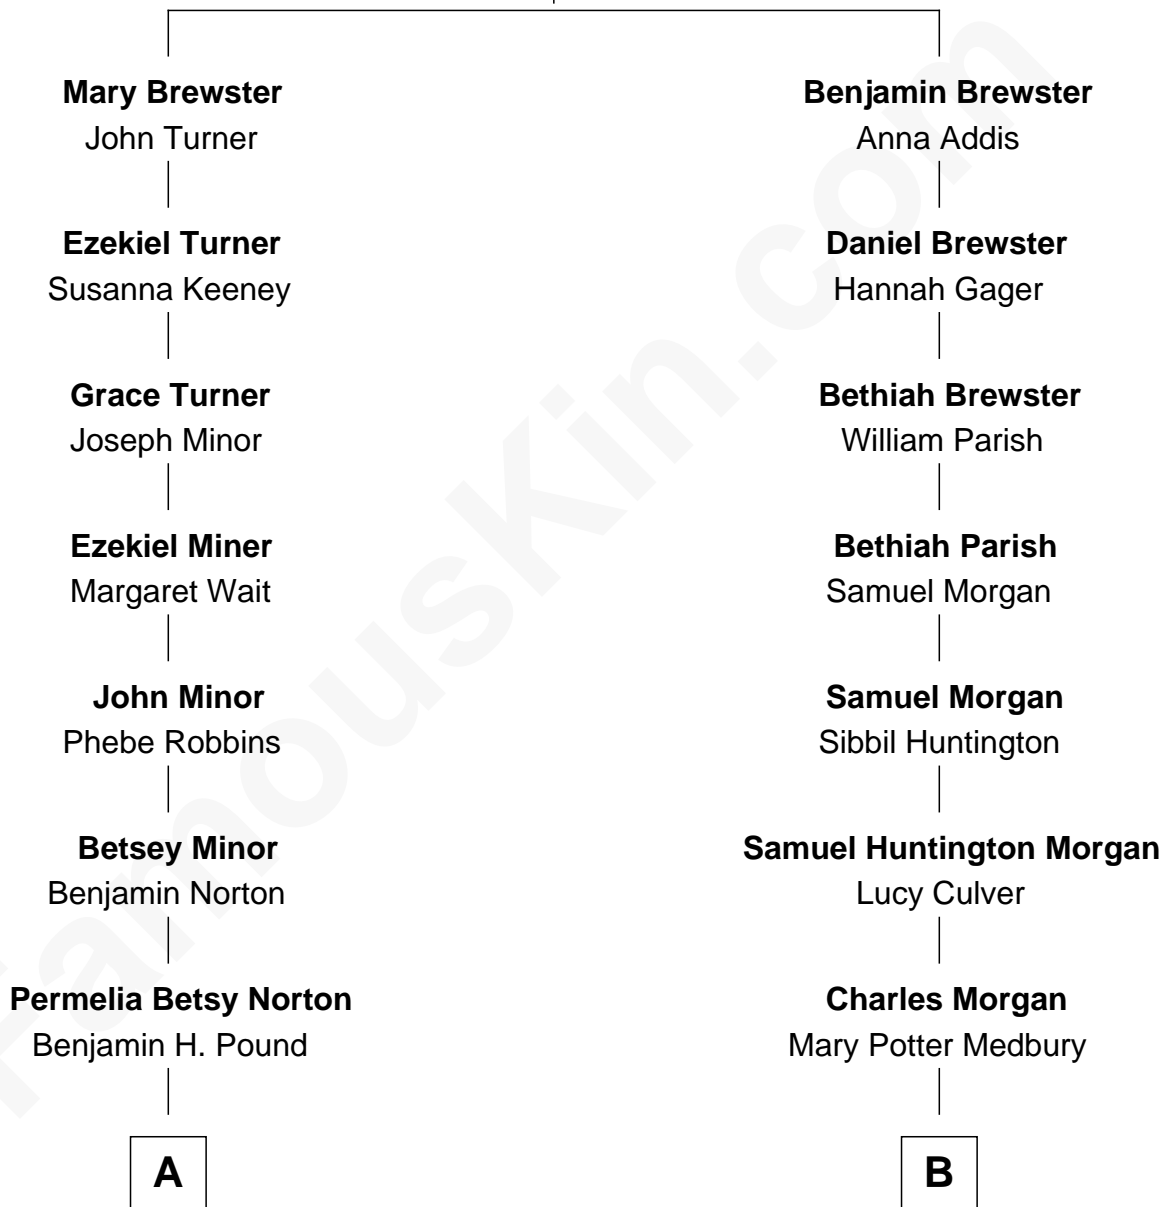 Mary Brewster
John Turner
Benjamin Brewster
Anna Addis
Ezekiel Turner
Susanna Keeney
Daniel Brewster
Hannah Gager
Grace Turner
Joseph Minor
Bethiah Brewster
William Parish
Ezekiel Miner
Margaret Wait
Bethiah Parish
Samuel Morgan
John Minor
Phebe Robbins
Samuel Morgan
Sibbil Huntington
Betsey Minor
Benjamin Norton
Samuel Huntington Morgan
Lucy Culver
Permelia Betsy Norton
Benjamin H. Pound
Charles Morgan
Mary Potter Medbury
A
B
FamousKin.com